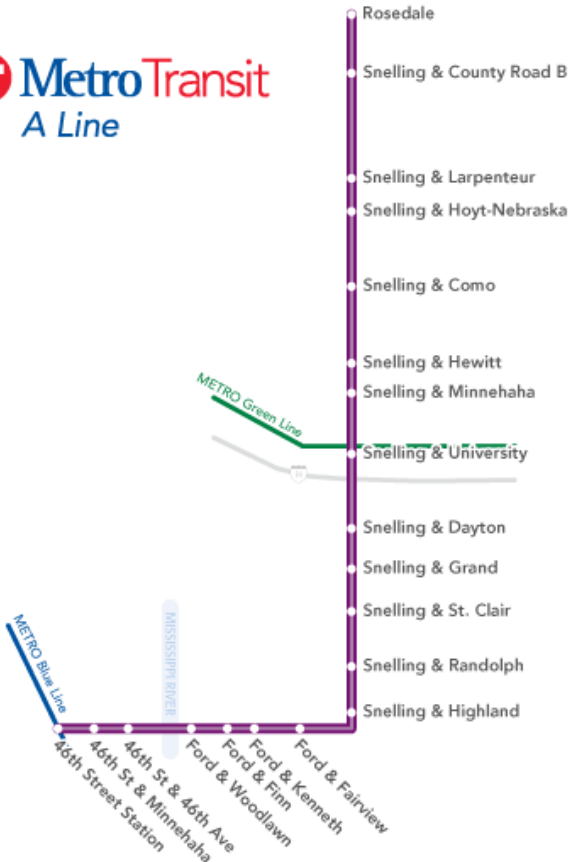 MetroTransit
A Line
Rosedale
Snelling & County Road B
Snelling & Larpenteur
Snelling & Hoyt-Nebraska
Snelling & Como
Snelling & Hewitt
Snelling & Minnehaha
METRO Green Line
Snelling & University
Snelling & Dayton
Snelling & Grand
Snelling & St. Clair
Snelling & Randolph
Snelling & Highland
METRO Blue Line
MISSISSIPPI RIVER
46th Street Station
46th St & Minnehaha
46th St & 46th Ave
Ford & Woodlawn
Ford & Finn
Ford & Kenneth
Ford & Fairview